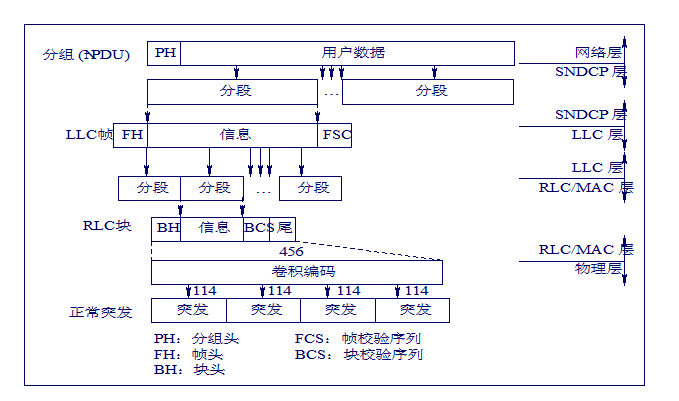 分组 (NPDU) PH 用户数据 网络层
SNDCP 层
分段 … 分段
SNDCP 层
LLC帧 FH 信息 FSC LLC 层
LLC 层
分段 分段 … 分段 RLC/MAC 层
RLC块 BH 信息 BCS 尾
456 RLC/MAC 层
卷积编码 物理层
114 114 114 114
正常突发 突发 突发 突发 突发
PH：分组头 FCS：帧校验序列
FH：帧头 BCS：块校验序列
BH：块头